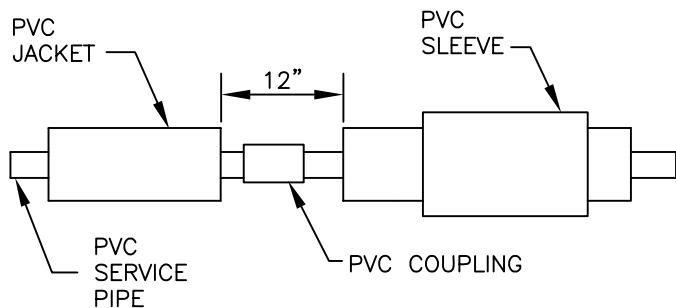 PVC
JACKET
12”
PVC
SLEEVE
PVC
SERVICE
PIPE
PVC COUPLING